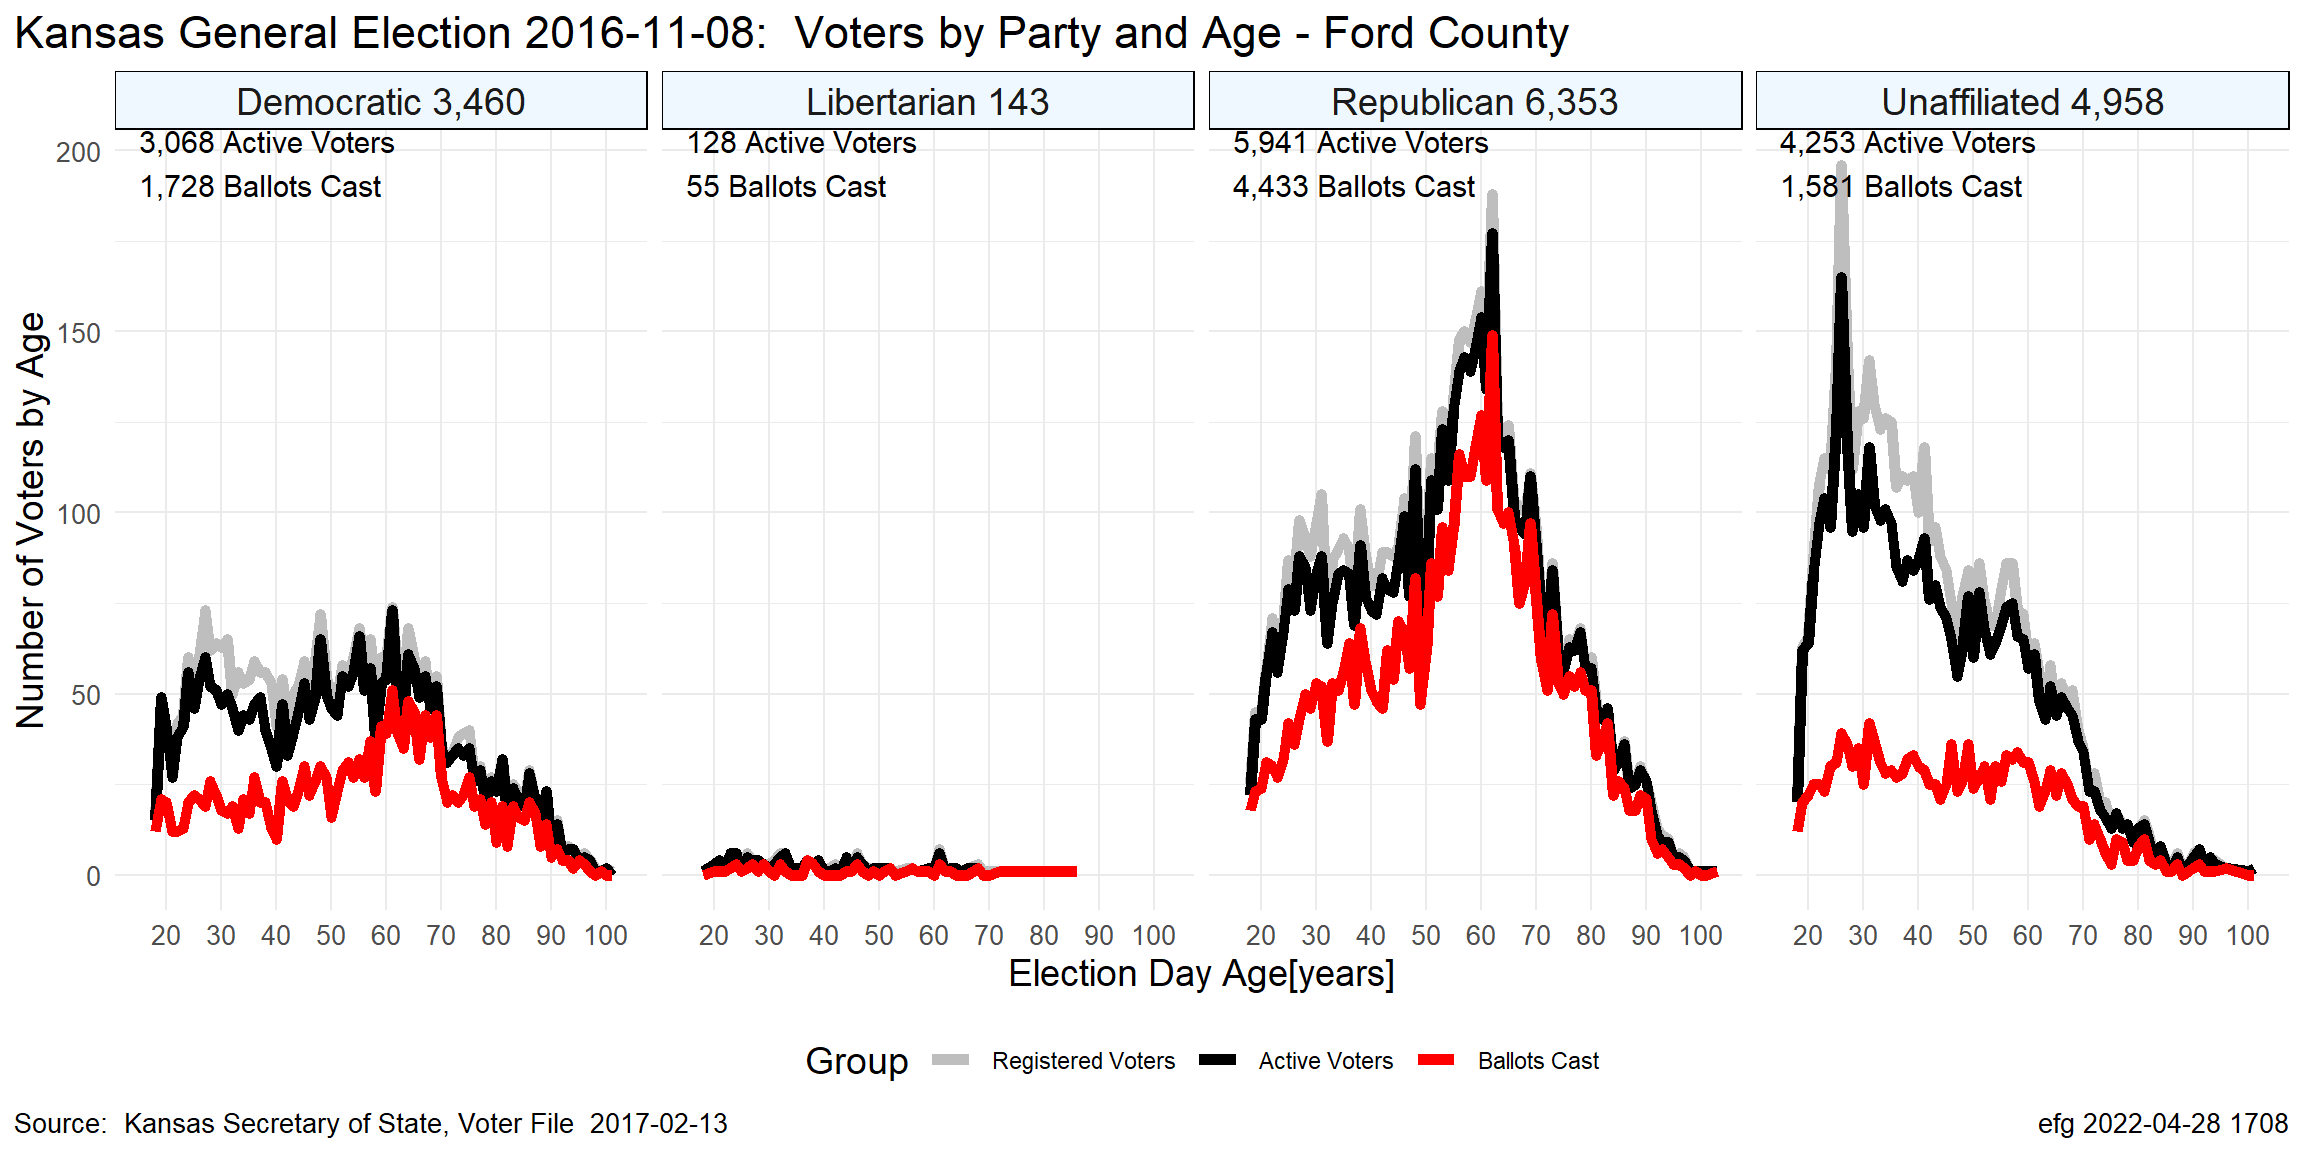 Kansas General Election 2016-11-08:  Voters by Party and Age - Ford County
Democratic 3,460
Libertarian 143
Republican 6,353
Unaffiliated 4,958
3,068 Active Voters
1,728 Ballots Cast
128 Active Voters
55 Ballots Cast
5,941 Active Voters
4,433 Ballots Cast
4,253 Active Voters
1,581 Ballots Cast
Number of Voters by Age
200
150
100
50
0
20 30 40 50 60 70 80 90 100
20 30 40 50 60 70 80 90 100
20 30 40 50 60 70 80 90 100
20 30 40 50 60 70 80 90 100
Election Day Age[years]
Group Registered Voters Active Voters Ballots Cast
Source:  Kansas Secretary of State, Voter File  2017-02-13
efg 2022-04-28 1708